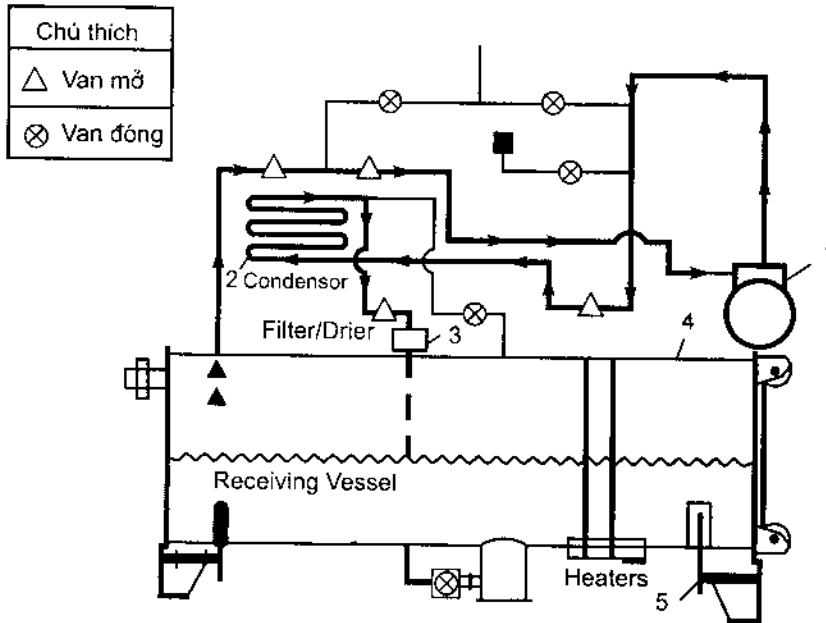 Chú thích
Van mở
Van đóng
2 Condensor
Filter/Drier
3
4
Receiving Vessel
Heaters
5